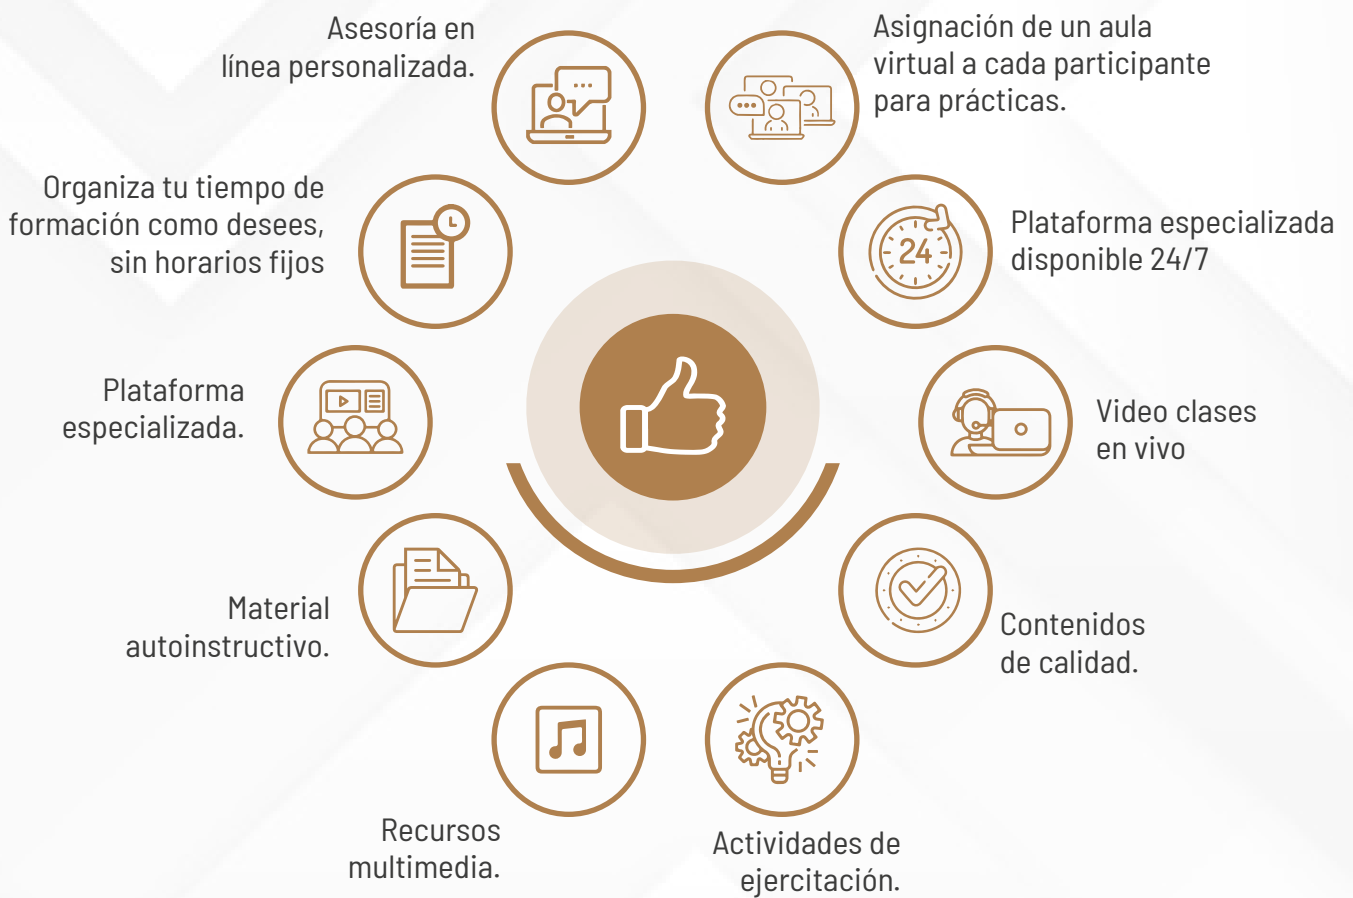 Asesoría en
línea personalizada.
Asignación de un aula
virtual a cada participante
para prácticas.
Organiza tu tiempo de
formación como desees,
sin horarios fijos
24
Plataforma especializada
disponible 24/7
Plataforma
especializada.
Video clases
en vivo
Material
autoinstructivo.
Contenidos
de calidad.
Recursos
multimedia.
Actividades de
ejercitación.